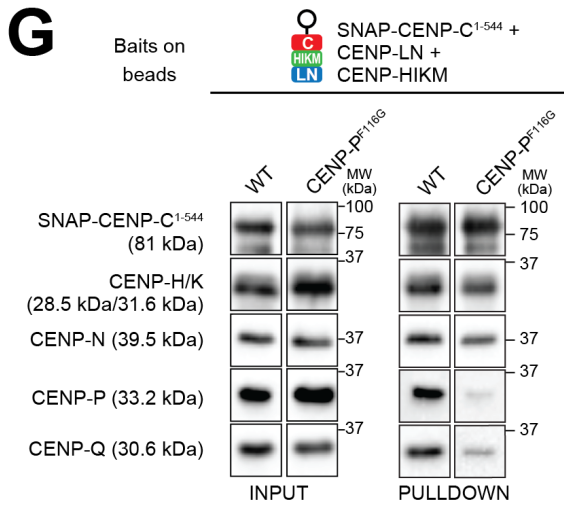 G
Baits on
beads
C
HIKM
LN
SNAP-CENP-C1-544 +
CENP-LN +
CENP-HIKM
WT
CENP-PF116G
MW
(kDa)
WT
CENP-PF116G
MW
(kDa)
SNAP-CENP-C1-544
(81 kDa)
100
75
100
75
CENP-H/K
(28.5 kDa/31.6 kDa)
37
37
CENP-N (39.5 kDa)
37
37
CENP-P (33.2 kDa)
37
37
CENP-Q (30.6 kDa)
37
37
INPUT
PULLDOWN